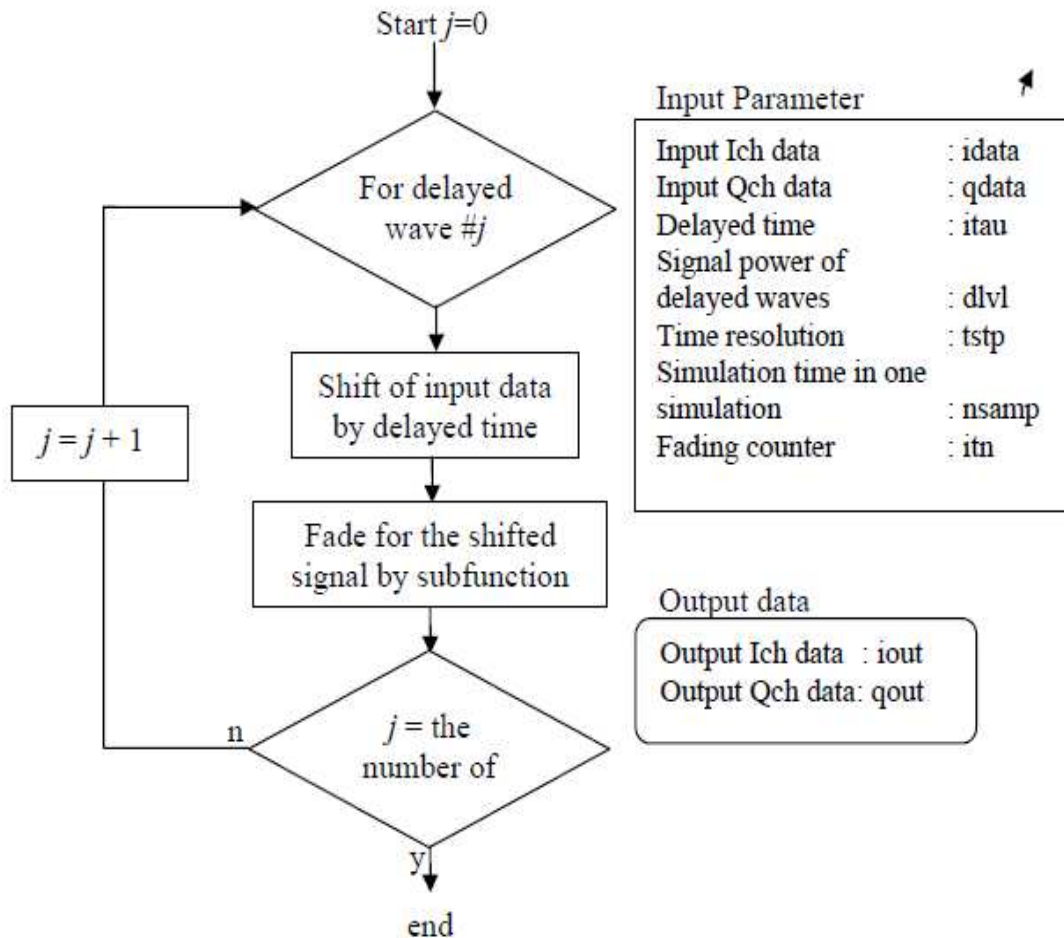 Start j=0
For delayed
wave #j
Shift of input data
by delayed time
j = j + 1
Fade for the shifted
signal by subfunction
n
j = the
number of
y
end
Input Parameter
Input Ich data : idata
Input Qch data : qdata
Delayed time : itau
Signal power of
delayed waves : dlvl
Time resolution : tstp
Simulation time in one
simulation : nsamp
Fading counter : itn
Output data
Output Ich data : iout
Output Qch data: qout